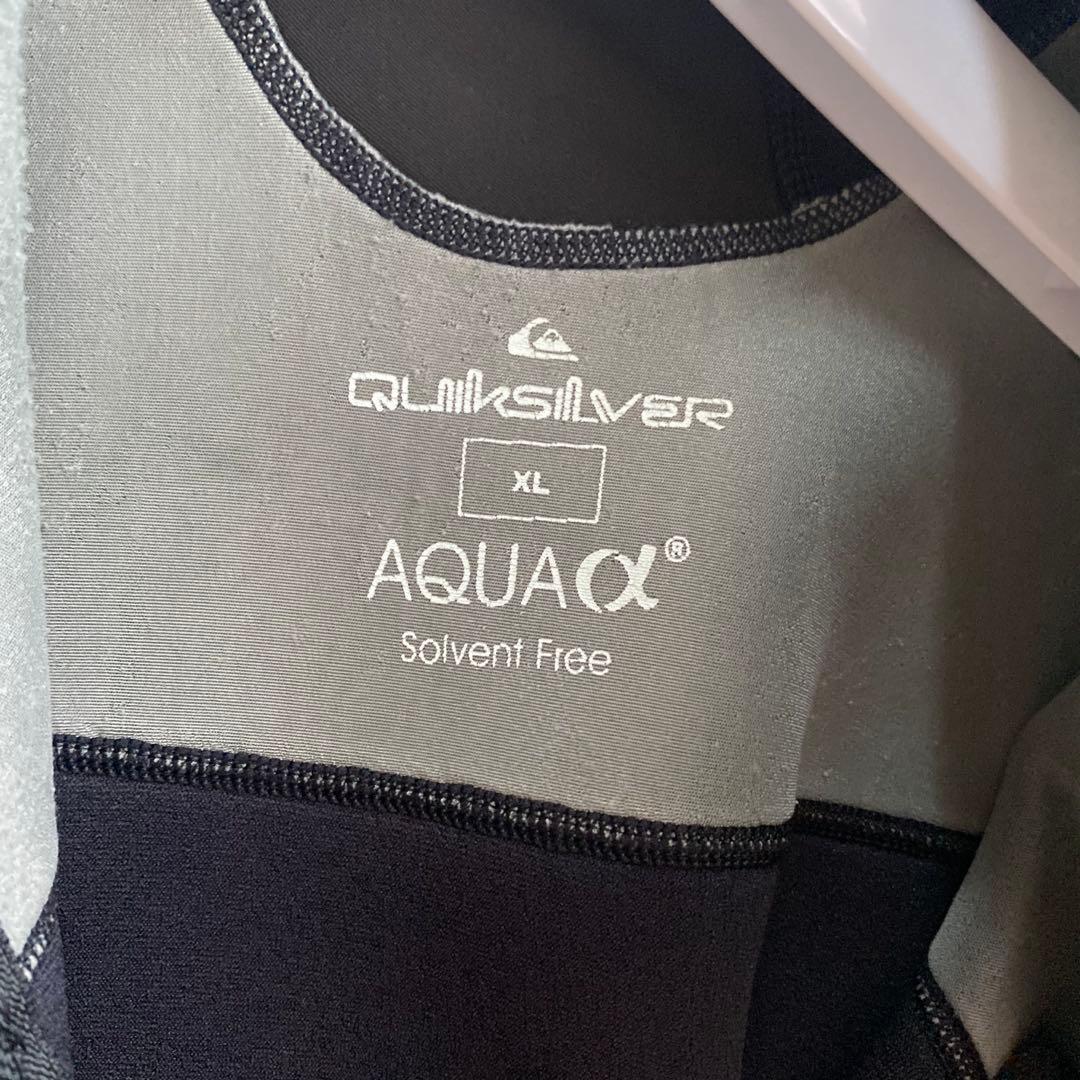 QUIKSILVER
XL
AQUAα®
Solvent Free